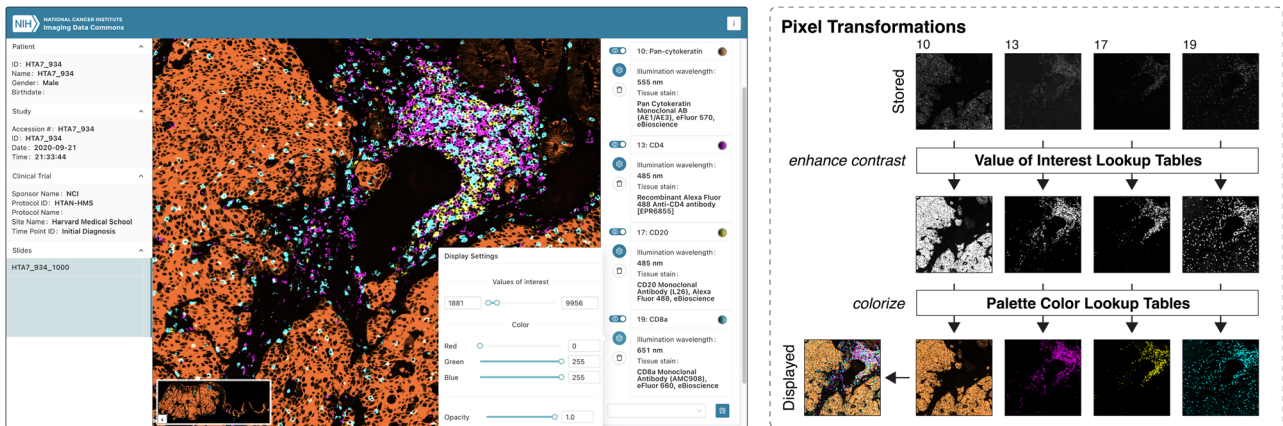 NIH
NATIONAL CANCER INSTITUTE
Imaging Data Commons
i
Patient
ID: HTA7_934
Name: HTA7_934
Gender: Male
Birthdate:
Study
Accession #: HTA7_934
ID: HTA7_934
Date: 2020-09-21
Time: 21:33:44
Clinical Trial
Sponsor Name: NCI
Protocol ID: HTAN-HMS
Protocol Name:
Site Name: Harvard Medical School
Time Point ID: Initial Diagnosis
Slides
HTA7_934_1000
Display Settings
Values of interest
1881
9956
Color
Red
0
Green
255
Blue
255
Opacity
1.0
10: Pan-cytokeratin
Illumination wavelength:
555 nm
Tissue stain:
Pan Cytokeratin
Monoclonal AB
(AE1/AE3), eFluor 570,
eBioscience
13: CD4
Illumination wavelength:
485 nm
Tissue stain:
Recombinant Alexa Fluor
488 Anti-CD4 antibody
[EPR6855]
17: CD20
Illumination wavelength:
485 nm
Tissue stain:
CD20 Monoclonal
Antibody (L26), Alexa
Fluor 488, eBioscience
19: CD8a
Illumination wavelength:
651 nm
Tissue stain:
CD8a Monoclonal
Antibody (AMC908),
eFluor 660, eBioscience
Pixel Transformations
10 13 17 19
Stored
enhance contrast
Value of Interest Lookup Tables
colorize
Palette Color Lookup Tables
Displayed